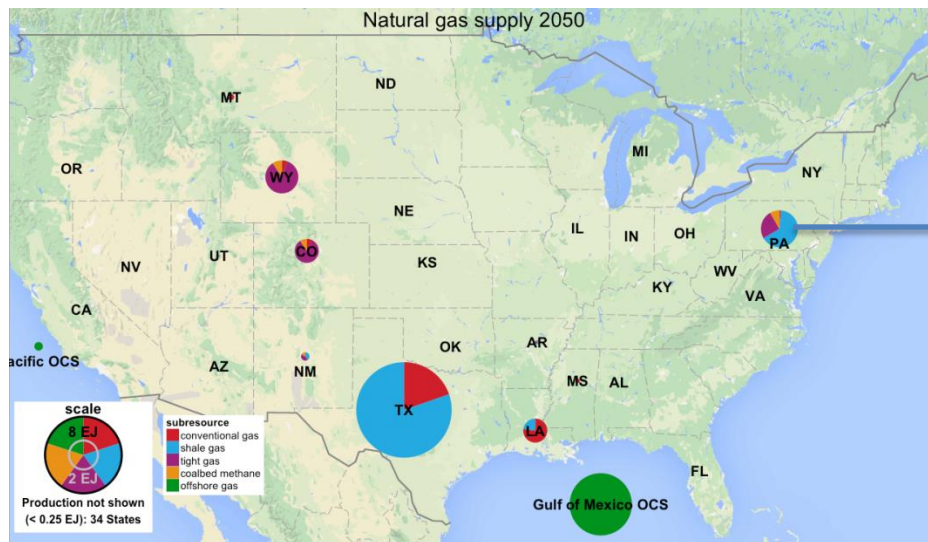 Natural gas supply 2050
ND
MT
OR
MI
WY
NY
NE
IL
IN
OH
PA
UT
CO
NV
KS
WV
KY
VA
CA
OK
AR
acific OCS
AZ
NM
MS
AL
TX
LA
FL
Gulf of Mexico OCS
scale
8 EJ
2 EJ
Production not shown
(< 0.25 EJ): 34 States
subresource
conventional gas
shale gas
tight gas
coalbed methane
offshore gas